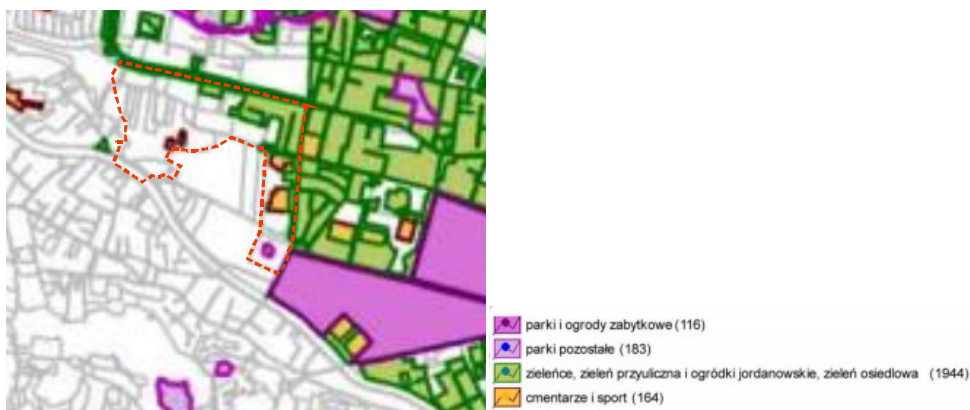 parki i ogrody zabytkowe (116)
parki pozostałe (183)
zieleńce, zieleń przyuliczna i ogródki jordanowskie, zieleń osiedlowa (1944)
cmentarze i sport (164)